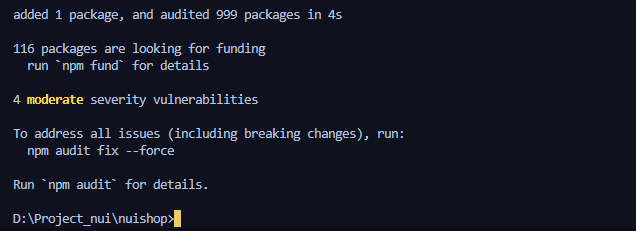 added 1 package, and audited 999 packages in 4s
116 packages are looking for funding
run `npm fund` for details
4 moderate severity vulnerabilities
To address all issues (including breaking changes), run:
npm audit fix --force
Run `npm audit` for details.
D:\Project_nui\nuishop>